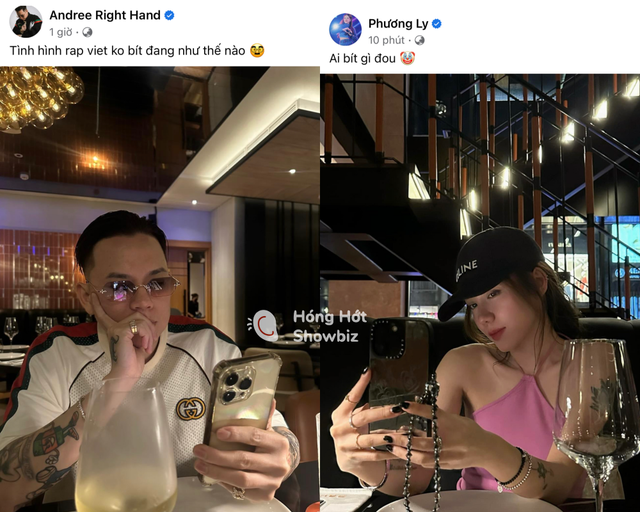 Andree Right Hand
1 giờ ·
Tình hình rap viet ko bít đang như thế nào
Phương Ly
10 phút ·
Ai bít gì đou
Hóng Hớt
Showbiz
LINE
GUCCI